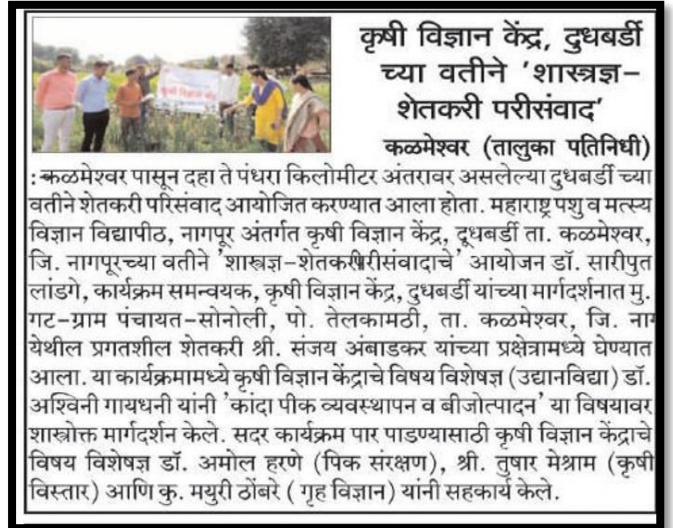 कृषी विज्ञान केंद्र, दुधबर्डी
च्या वतीने 'शास्त्रज्ञ–
शेतकरी परीसंवाद'
कळमेश्वर (तालुका पतिनिधी)
:कळमेश्वर पासून दहा ते पंधरा किलोमीटर अंतरावर असलेल्या दुधबर्डी च्या
वतीने शेतकरी परिसंवाद आयोजित करण्यात आला होता. महाराष्ट्र पशु व मत्स्य
विज्ञान विद्यापीठ, नागपूर अंतर्गत कृषी विज्ञान केंद्र, दूधबर्डी ता. कळमेश्वर,
जि. नागपूरच्या वतीने 'शास्त्रज्ञ–शेतकरीपरीसंवादाचे' आयोजन डॉ. सारीपुत
लांडगे, कार्यक्रम समन्वयक, कृषी विज्ञान केंद्र, दुधबर्डी यांच्या मार्गदर्शनात मु.
गट–ग्राम पंचायत–सोनोली, पो. तेलकामठी, ता. कळमेश्वर, जि. नाग
येथील प्रगतशील शेतकरी श्री. संजय अंबाडकर यांच्या प्रक्षेत्रामध्ये घेण्यात
आला. या कार्यक्रमामध्ये कृषी विज्ञान केंद्राचे विषय विशेषज्ञ (उद्यानविद्या) डॉ.
अश्विनी गायधनी यांनी 'कांदा पीक व्यवस्थापन व बीजोत्पादन' या विषयावर
शास्त्रोक्त मार्गदर्शन केले. सदर कार्यक्रम पार पाडण्यासाठी कृषी विज्ञान केंद्राचे
विषय विशेषज्ञ डॉ. अमोल हरणे (पिक संरक्षण), श्री. तुषार मेश्राम (कृषी
विस्तार) आणि कु. मयुरी ठोंबरे ( गृह विज्ञान) यांनी सहकार्य केले.